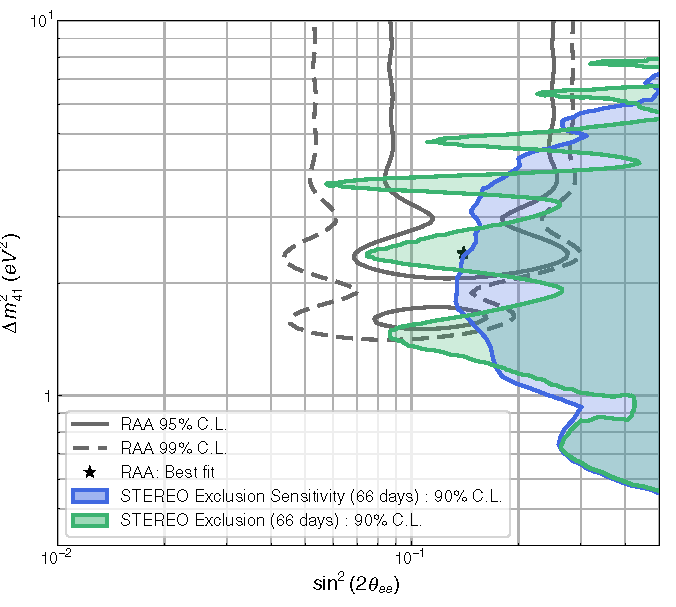 10¹
1
Δm²₄₁ (eV²)
RAA 95% C.L.
RAA 99% C.L.
RAA: Best fit
STEREO Exclusion Sensitivity (66 days) : 90% C.L.
STEREO Exclusion (66 days) : 90% C.L.
10⁻² 10⁻¹
sin² (2θₑₑ)